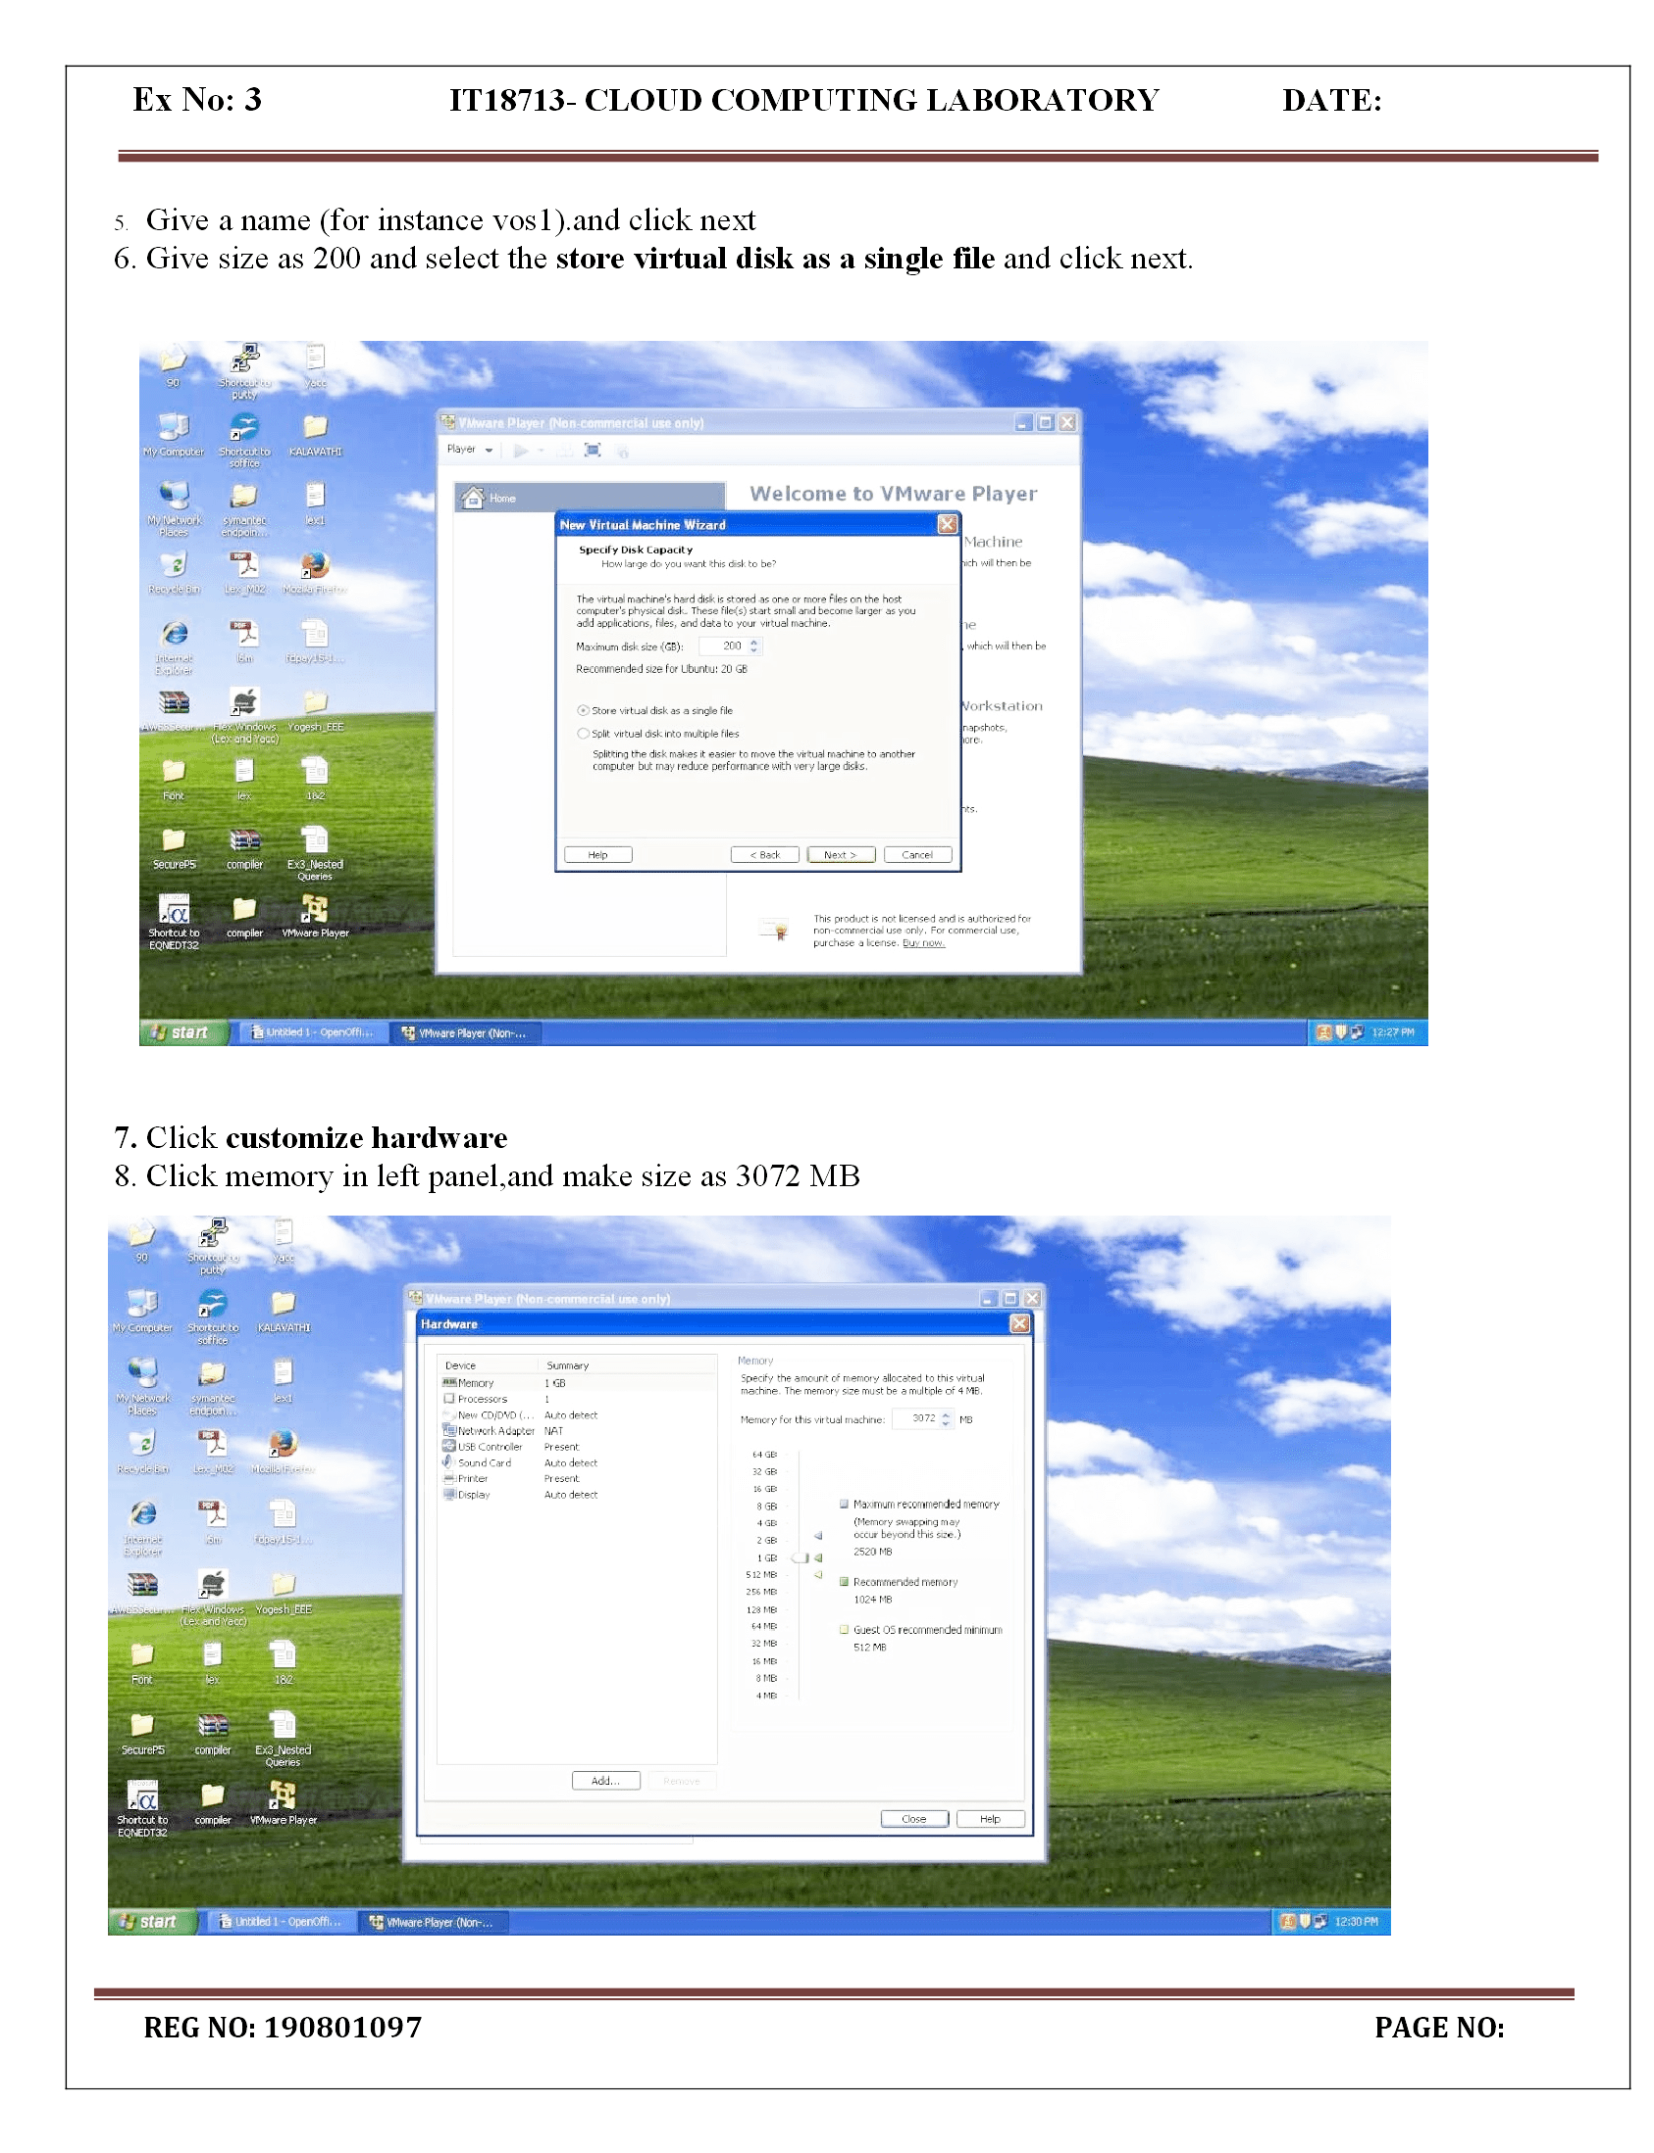 Ex No: 3 IT18713- CLOUD COMPUTING LABORATORY DATE:
5. Give a name (for instance vos1).and click next
6. Give size as 200 and select the store virtual disk as a single file and click next.
90
Shortcut to putty
yacc
My Computer
Shortcut to soffice
KALAVATHI
My Network Places
symantec endpoin...
lex1
Recycle Bin
Lex_M02
Mozilla Firefox
Internet Explorer
Flex Windows (Lex and Yacc)
Yogesh_EEE
Font
lex
1&2
SecurePS
compiler
Ex3_Nested Queries
Shortcut to EQNEDT32
compiler
VMware Player
VMware Player (Non-commercial use only)
Player
Home
Welcome to VMware Player
Machine
ich will then be
ne
, which will then be
Workstation
napshots,
ore.
nts.
New Virtual Machine Wizard
Specify Disk Capacity
How large do you want this disk to be?
The virtual machine's hard disk is stored as one or more files on the host
computer's physical disk. These file(s) start small and become larger as you
add applications, files, and data to your virtual machine.
Maximum disk size (GB): 200
Recommended size for Ubuntu: 20 GB
Store virtual disk as a single file
Split virtual disk into multiple files
Splitting the disk makes it easier to move the virtual machine to another
computer but may reduce performance with very large disks.
Help < Back Next > Cancel
This product is not licensed and is authorized for
non-commercial use only. For commercial use,
purchase a license. Buy now.
start Untitled 1 - OpenOffi... VMware Player (Non-... 12:27 PM
7. Click customize hardware
8. Click memory in left panel,and make size as 3072 MB
90
Shortcut to putty
yacc
My Computer
Shortcut to soffice
KALAVATHI
My Network Places
symantec endpoin...
lex1
Recycle Bin
Lex_M02
Mozilla Firefox
Internet Explorer
Flex Windows (Lex and Yacc)
Yogesh_EEE
Font
lex
1&2
SecurePS
compiler
Ex3_Nested Queries
Shortcut to EQNEDT32
compiler
VMware Player
VMware Player (Non-commercial use only)
Hardware
Device Summary
Memory 1 GB
Processors 1
New CD/DVD (... Auto detect
Network Adapter NAT
USB Controller Present
Sound Card Auto detect
Printer Present
Display Auto detect
Add... Remove
Memory
Specify the amount of memory allocated to this virtual
machine. The memory size must be a multiple of 4 MB.
Memory for this virtual machine: 3072 MB
64 GB
32 GB
16 GB
8 GB
4 GB
2 GB
1 GB
512 MB
256 MB
128 MB
64 MB
32 MB
16 MB
8 MB
4 MB
Maximum recommended memory
(Memory swapping may
occur beyond this size.)
2520 MB
Recommended memory
1024 MB
Guest OS recommended minimum
512 MB
Close Help
start Untitled 1 - OpenOffi... VMware Player (Non-... 12:30 PM
REG NO: 190801097 PAGE NO: